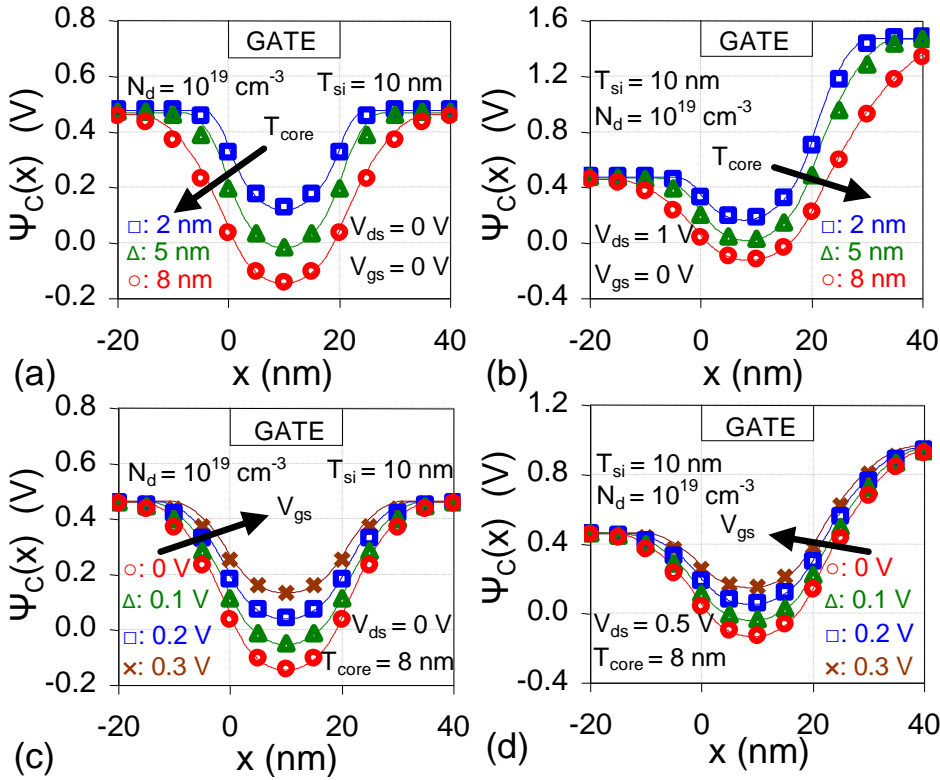 0.8
0.6
0.4
0.2
0.0
-0.2
Ψ_C(x) (V)
GATE
N_d = 10^19 cm^-3
T_si = 10 nm
T_core
□: 2 nm
△: 5 nm
○: 8 nm
V_ds = 0 V
V_gs = 0 V
-20 0 20 40
x (nm)
(a)
1.6
1.2
0.8
0.4
0.0
-0.4
Ψ_C(x) (V)
GATE
T_si = 10 nm
N_d = 10^19 cm^-3
T_core
V_ds = 1 V
V_gs = 0 V
□: 2 nm
△: 5 nm
○: 8 nm
-20 0 20 40
x (nm)
(b)
0.8
0.6
0.4
0.2
0.0
-0.2
Ψ_C(x) (V)
GATE
N_d = 10^19 cm^-3
T_si = 10 nm
V_gs
○: 0 V
△: 0.1 V
□: 0.2 V
×: 0.3 V
V_ds = 0 V
T_core = 8 nm
-20 0 20 40
x (nm)
(c)
1.2
0.8
0.4
0.0
-0.4
Ψ_C(x) (V)
GATE
T_si = 10 nm
N_d = 10^19 cm^-3
V_gs
V_ds = 0.5 V
T_core = 8 nm
○: 0 V
△: 0.1 V
□: 0.2 V
×: 0.3 V
-20 0 20 40
x (nm)
(d)